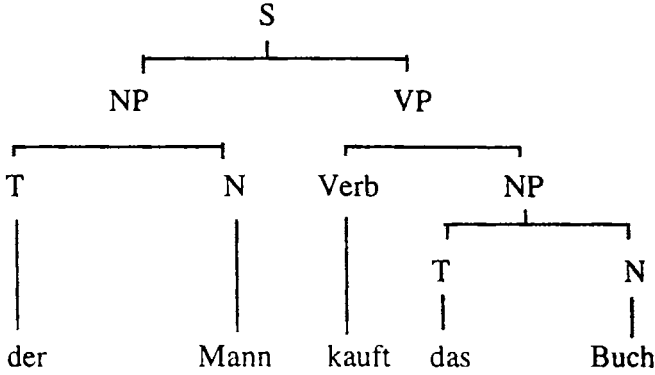 S
NP VP
T N Verb NP
T N
der Mann kauft das Buch